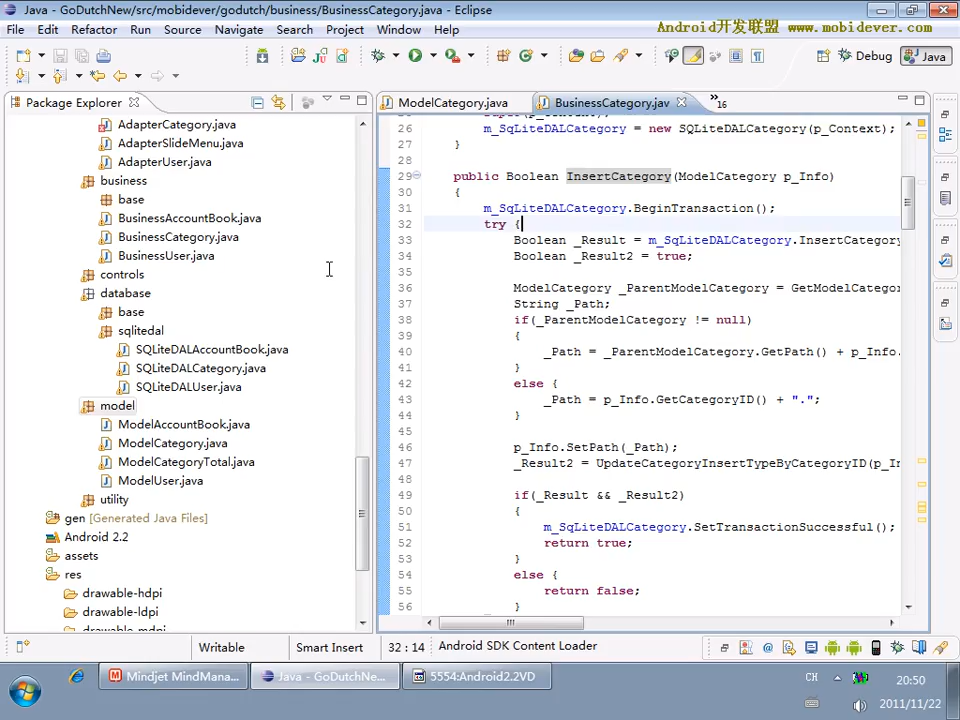 Java - GoDutchNew/src/mobidever/godutch/business/BusinessCategory.java - Eclipse
File Edit Refactor Run Source Navigate Search Project Window Help
Android开发联盟 www.mobidever.com
Debug Java
Package Explorer
ModelCategory.java
BusinessCategory.jav
»16
AdapterCategory.java
AdapterSlideMenu.java
AdapterUser.java
business
base
BusinessAccountBook.java
BusinessCategory.java
BusinessUser.java
controls
database
base
sqlitedal
SQLiteDALAccountBook.java
SQLiteDALCategory.java
SQLiteDALUser.java
model
ModelAccountBook.java
ModelCategory.java
ModelCategoryTotal.java
ModelUser.java
utility
gen [Generated Java Files]
Android 2.2
assets
res
drawable-hdpi
drawable-ldpi
drawable-mdpi
26 m_SqLiteDALCategory = new SQLiteDALCategory(p_Context);
27 }
28
29 public Boolean InsertCategory(ModelCategory p_Info)
30 {
31 m_SqLiteDALCategory.BeginTransaction();
32 try {
33 Boolean _Result = m_SqLiteDALCategory.InsertCategory
34 Boolean _Result2 = true;
35
36 ModelCategory _ParentModelCategory = GetModelCategor
37 String _Path;
38 if(_ParentModelCategory != null)
39 {
40 _Path = _ParentModelCategory.GetPath() + p_Info.
41 }
42 else {
43 _Path = p_Info.GetCategoryID() + ".";
44 }
45
46 p_Info.SetPath(_Path);
47 _Result2 = UpdateCategoryInsertTypeByCategoryID(p_In
48
49 if(_Result && _Result2)
50 {
51 m_SqLiteDALCategory.SetTransactionSuccessful();
52 return true;
53 }
54 else {
55 return false;
56 }
Writable Smart Insert 32 : 14 Android SDK Content Loader
Mindjet MindMana...
Java - GoDutchNe...
5554:Android2.2VD
CH
20:50
2011/11/22